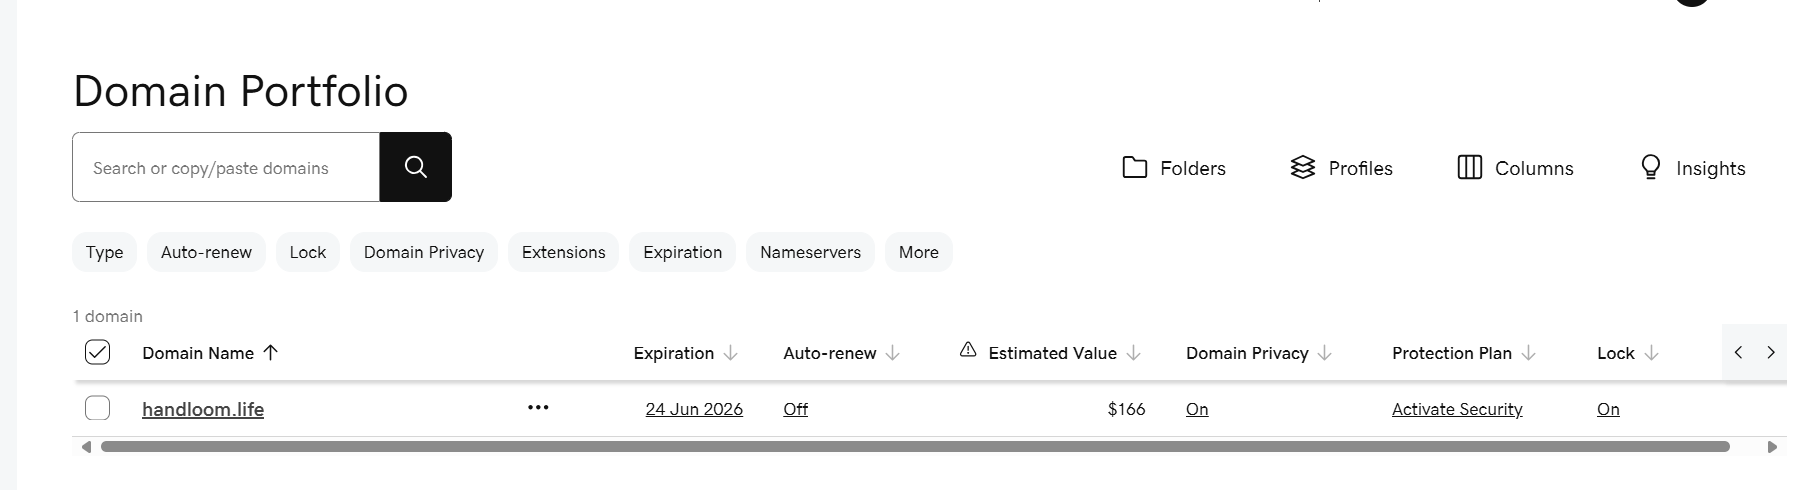 Domain Portfolio
Search or copy/paste domains
Folders
Profiles
Columns
Insights
Type
Auto-renew
Lock
Domain Privacy
Extensions
Expiration
Nameservers
More
1 domain
Domain Name Expiration Auto-renew Estimated Value Domain Privacy Protection Plan Lock
handloom.life 24 Jun 2026 Off $166 On Activate Security On